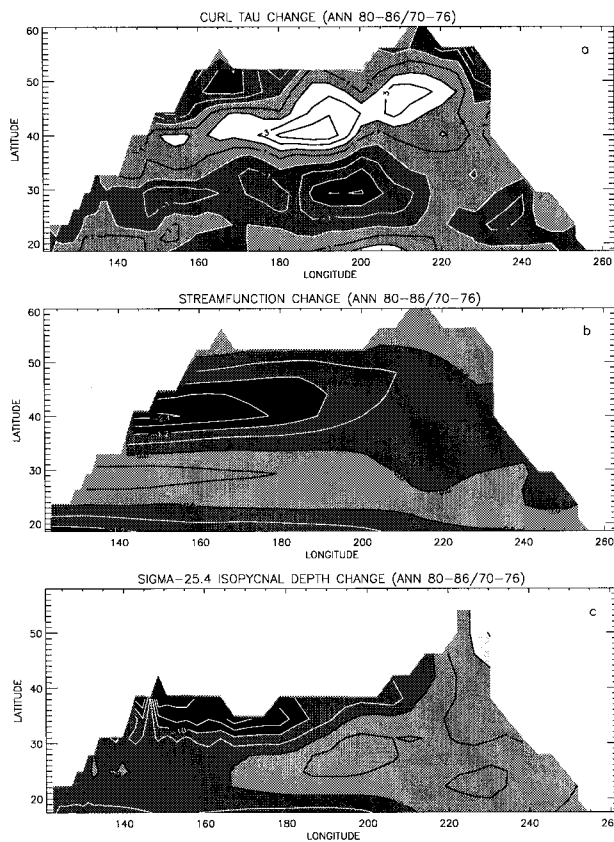 CURL TAU CHANGE (ANN 80-86/70-76)
a
60
50
40
30
20
LATITUDE
140 160 180 200 220 240 260
LONGITUDE
STREAMFUNCTION CHANGE (ANN 80-86/70-76)
b
60
50
40
30
20
LATITUDE
140 160 180 200 220 240 260
LONGITUDE
SIGMA-25.4 ISOPYCNAL DEPTH CHANGE (ANN 80-86/70-76)
c
50
40
30
20
LATITUDE
140 160 180 200 220 240 26
LONGITUDE